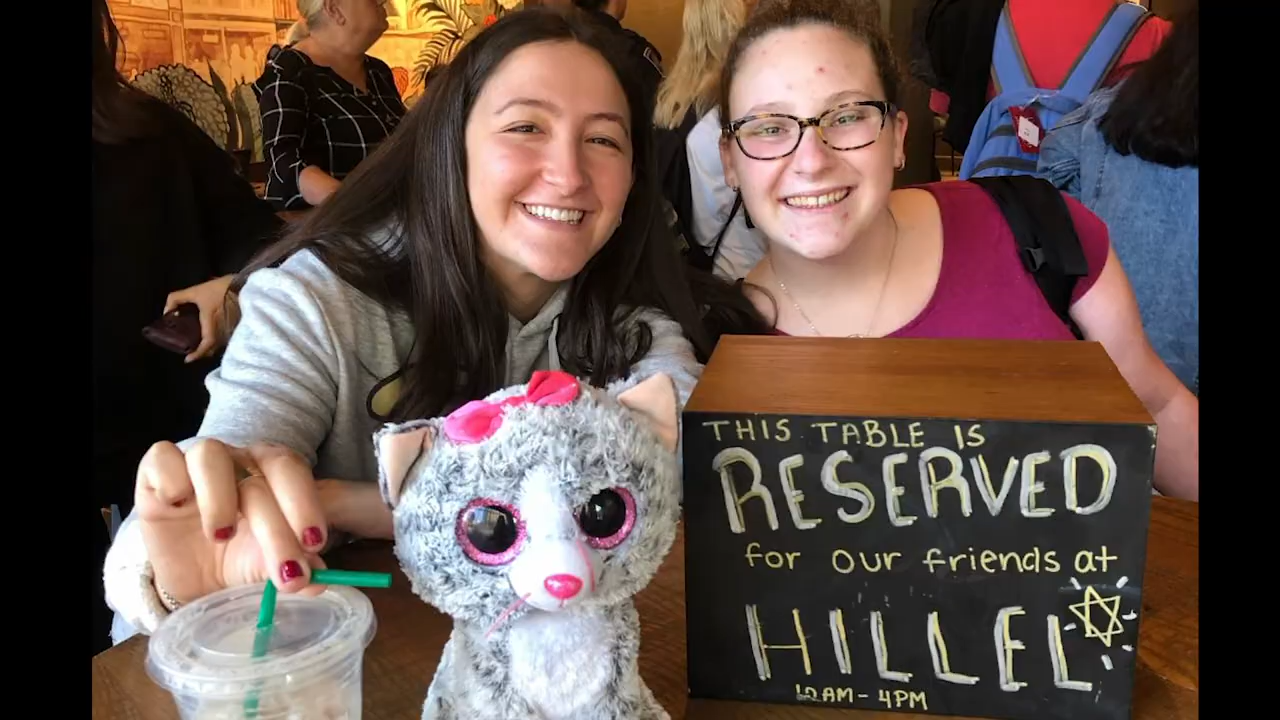 THIS TABLE IS
RESERVED
for our friends at
HILLEL
10AM-4PM